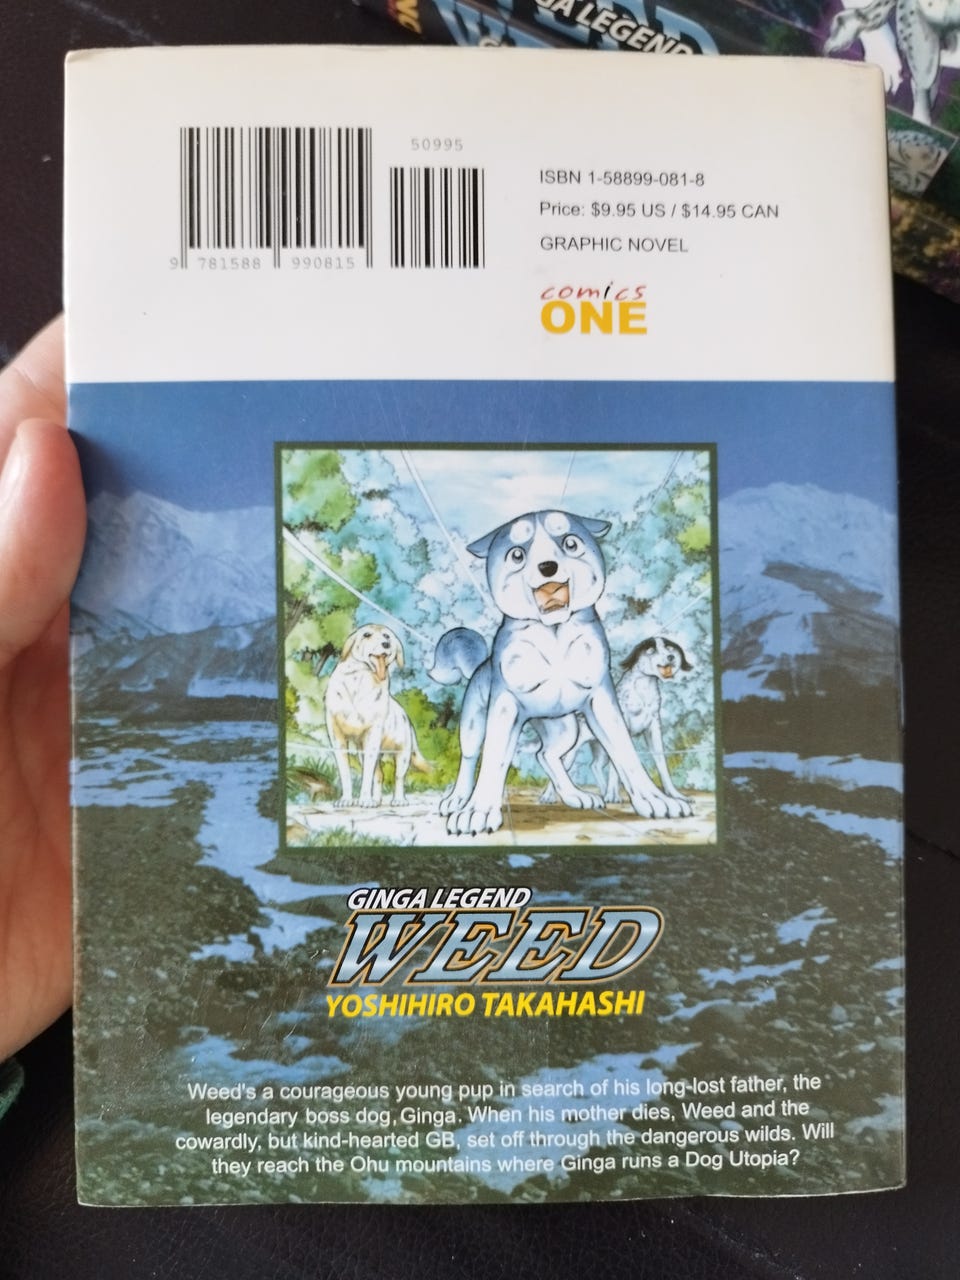 GA LEGEND
50995
9 781588 990815
ISBN 1-58899-081-8
Price: $9.95 US / $14.95 CAN
GRAPHIC NOVEL
comics
ONE
GINGA LEGEND
WEED
YOSHIHIRO TAKAHASHI
Weed's a courageous young pup in search of his long-lost father, the
legendary boss dog, Ginga. When his mother dies, Weed and the
cowardly, but kind-hearted GB, set off through the dangerous wilds. Will
they reach the Ohu mountains where Ginga runs a Dog Utopia?